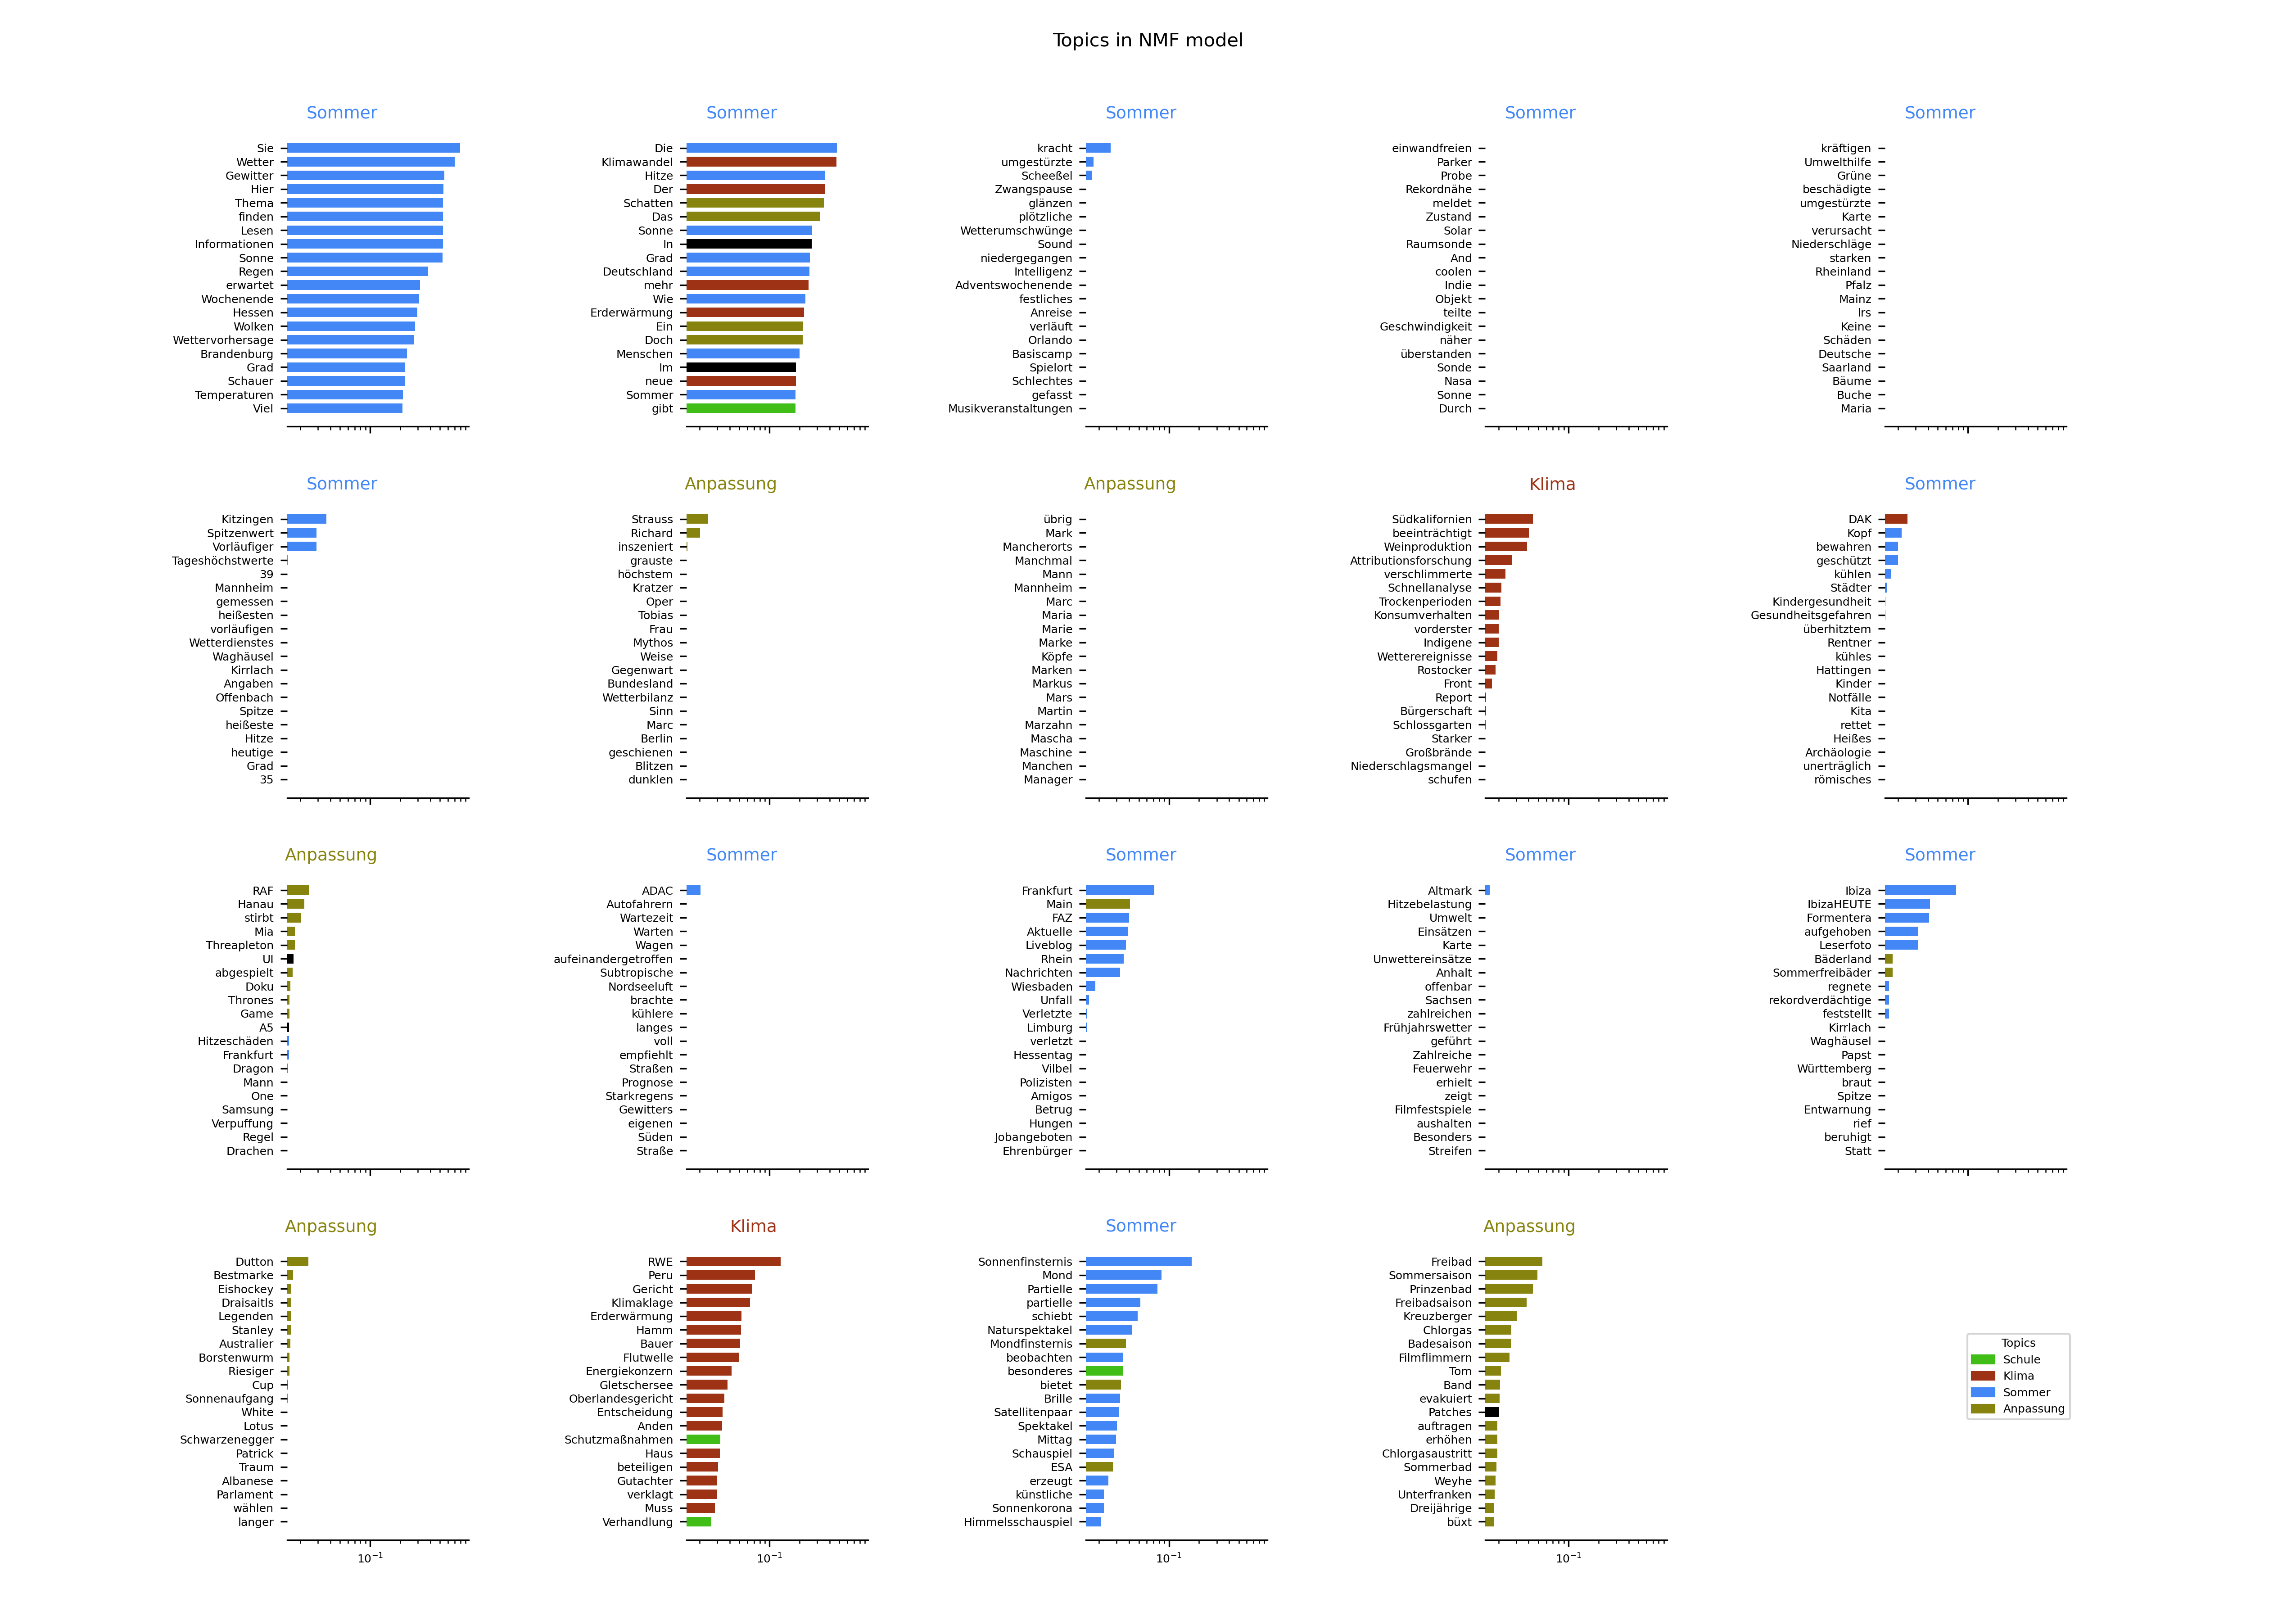 Topics in NMF model
Sommer
Sie
Wetter
Gewitter
Hier
Thema
finden
Lesen
Informationen
Sonne
Regen
erwartet
Wochenende
Hessen
Wolken
Wettervorhersage
Brandenburg
Grad
Schauer
Temperaturen
Viel
Sommer
Die
Klimawandel
Hitze
Der
Schatten
Das
Sonne
In
Grad
Deutschland
mehr
Wie
Erderwärmung
Ein
Doch
Menschen
Im
neue
Sommer
gibt
Sommer
kracht
umgestürzte
Scheeßel
Zwangspause
glänzen
plötzliche
Wetterumschwünge
Sound
niedergegangen
Intelligenz
Adventswochenende
festliches
Anreise
verläuft
Orlando
Basiscamp
Spielort
Schlechtes
gefasst
Musikveranstaltungen
Sommer
einwandfreien
Parker
Probe
Rekordnähe
meldet
Zustand
Solar
Raumsonde
And
coolen
Indie
Objekt
teilte
Geschwindigkeit
näher
überstanden
Sonde
Nasa
Sonne
Durch
Sommer
kräftigen
Umwelthilfe
Grüne
beschädigte
umgestürzte
Karte
verursacht
Niederschläge
starken
Rheinland
Pfalz
Mainz
lrs
Keine
Schäden
Deutsche
Saarland
Bäume
Buche
Maria
Sommer
Kitzingen
Spitzenwert
Vorläufiger
Tageshöchstwerte
39
Mannheim
gemessen
heißesten
vorläufigen
Wetterdienstes
Waghäusel
Kirrlach
Angaben
Offenbach
Spitze
heißeste
Hitze
heutige
Grad
35
Anpassung
Strauss
Richard
inszeniert
grauste
höchstem
Kratzer
Oper
Tobias
Frau
Mythos
Weise
Gegenwart
Bundesland
Wetterbilanz
Sinn
Marc
Berlin
geschienen
Blitzen
dunklen
Anpassung
übrig
Mark
Mancherorts
Manchmal
Mann
Mannheim
Marc
Maria
Marie
Marke
Köpfe
Marken
Markus
Mars
Martin
Marzahn
Mascha
Maschine
Manchen
Manager
Klima
Südkalifornien
beeinträchtigt
Weinproduktion
Attributionsforschung
verschlimmerte
Schnellanalyse
Trockenperioden
Konsumverhalten
vorderster
Indigene
Wetterereignisse
Rostocker
Front
Report
Bürgerschaft
Schlossgarten
Starker
Großbrände
Niederschlagsmangel
schufen
Sommer
DAK
Kopf
bewahren
geschützt
kühlen
Städter
Kindergesundheit
Gesundheitsgefahren
überhitztem
Rentner
kühles
Hattingen
Kinder
Notfälle
Kita
rettet
Heißes
Archäologie
unerträglich
römisches
Anpassung
RAF
Hanau
stirbt
Mia
Threapleton
UI
abgespielt
Doku
Thrones
Game
A5
Hitzeschäden
Frankfurt
Dragon
Mann
One
Samsung
Verpuffung
Regel
Drachen
Sommer
ADAC
Autofahrern
Wartezeit
Warten
Wagen
aufeinandergetroffen
Subtropische
Nordseeluft
brachte
kühlere
langes
voll
empfiehlt
Straßen
Prognose
Starkregens
Gewitters
eigenen
Süden
Straße
Sommer
Frankfurt
Main
FAZ
Aktuelle
Liveblog
Rhein
Nachrichten
Wiesbaden
Unfall
Verletzte
Limburg
verletzt
Hessentag
Vilbel
Polizisten
Amigos
Betrug
Hungen
Jobangeboten
Ehrenbürger
Sommer
Altmark
Hitzebelastung
Umwelt
Einsätzen
Karte
Unwettereinsätze
Anhalt
offenbar
Sachsen
zahlreichen
Frühjahrswetter
geführt
Zahlreiche
Feuerwehr
erhielt
zeigt
Filmfestspiele
aushalten
Besonders
Streifen
Sommer
Ibiza
IbizaHEUTE
Formentera
aufgehoben
Leserfoto
Bäderland
Sommerfreibäder
regnete
rekordverdächtige
feststellt
Kirrlach
Waghäusel
Papst
Württemberg
braut
Spitze
Entwarnung
rief
beruhigt
Statt
Anpassung
Dutton
Bestmarke
Eishockey
Draisaitls
Legenden
Stanley
Australier
Borstenwurm
Riesiger
Cup
Sonnenaufgang
White
Lotus
Schwarzenegger
Patrick
Traum
Albanese
Parlament
wählen
langer
10⁻¹
Klima
RWE
Peru
Gericht
Klimaklage
Erderwärmung
Hamm
Bauer
Flutwelle
Energiekonzern
Gletschersee
Oberlandesgericht
Entscheidung
Anden
Schutzmaßnahmen
Haus
beteiligen
Gutachter
verklagt
Muss
Verhandlung
10⁻¹
Sommer
Sonnenfinsternis
Mond
Partielle
partielle
schiebt
Naturspektakel
Mondfinsternis
beobachten
besonderes
bietet
Brille
Satellitenpaar
Spektakel
Mittag
Schauspiel
ESA
erzeugt
künstliche
Sonnenkorona
Himmelsschauspiel
10⁻¹
Anpassung
Freibad
Sommersaison
Prinzenbad
Freibadsaison
Kreuzberger
Chlorgas
Badesaison
Filmflimmern
Tom
Band
evakuiert
Patches
auftragen
erhöhen
Chlorgasaustritt
Sommerbad
Weyhe
Unterfranken
Dreijährige
büxt
10⁻¹
Topics
Schule
Klima
Sommer
Anpassung